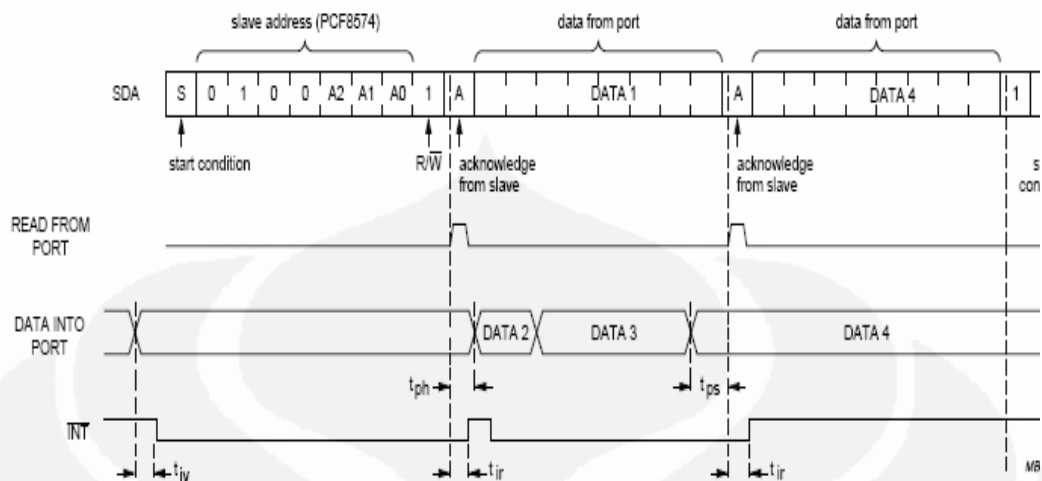 slave address (PCF8574) data from port data from port
SDA S 0 1 0 0 A2 A1 A0 1 A DATA 1 A DATA 4 1
start condition R/W̅ acknowledge from slave acknowledge from slave s
con
READ FROM
PORT
DATA INTO
PORT DATA 2 DATA 3 DATA 4
tph tps
I̅N̅T̅
tiv tir tir MB